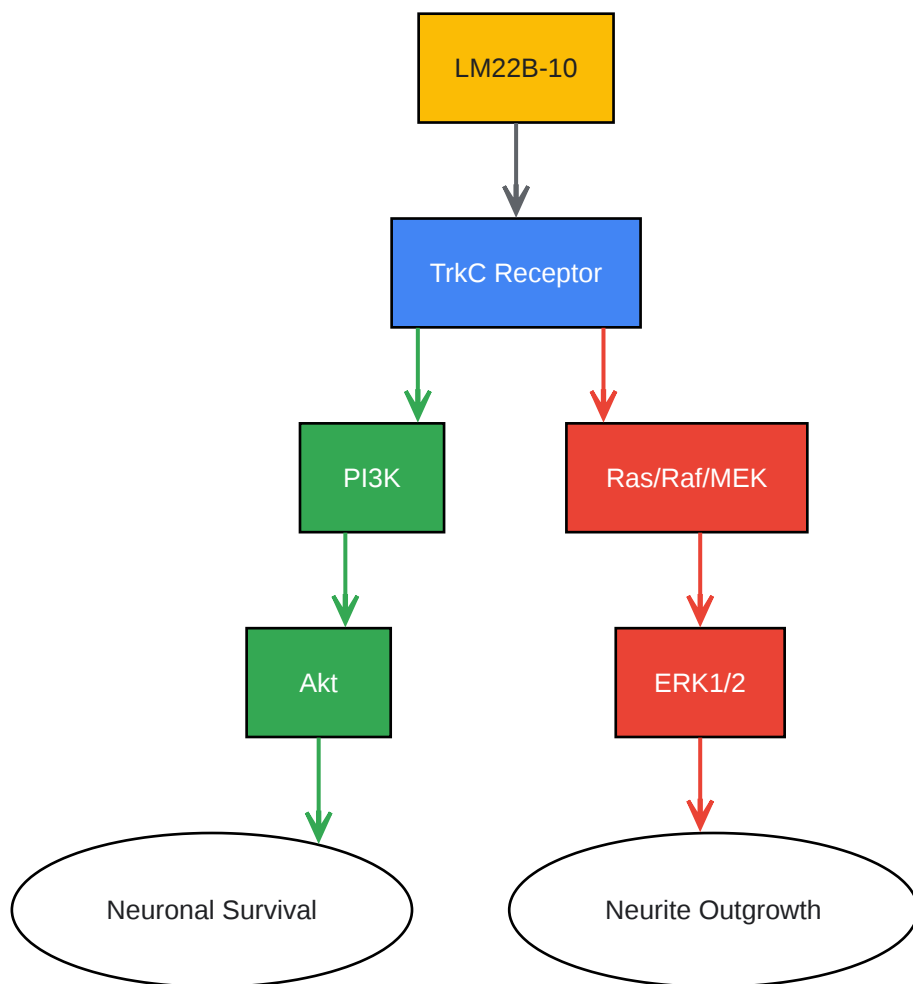 LM22B-10
TrkC Receptor
PI3K
Ras/Raf/MEK
Akt
ERK1/2
Neuronal Survival
Neurite Outgrowth